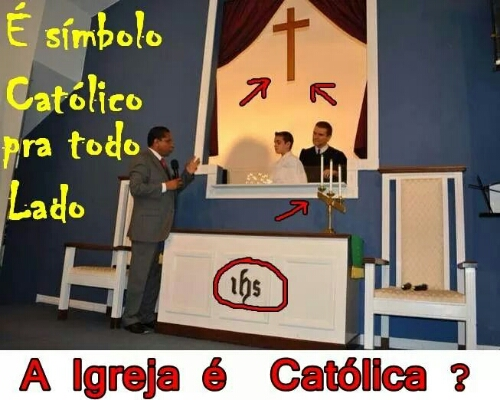 É símbolo
Católico
pra todo
Lado
ihs
A Igreja é Católica ?